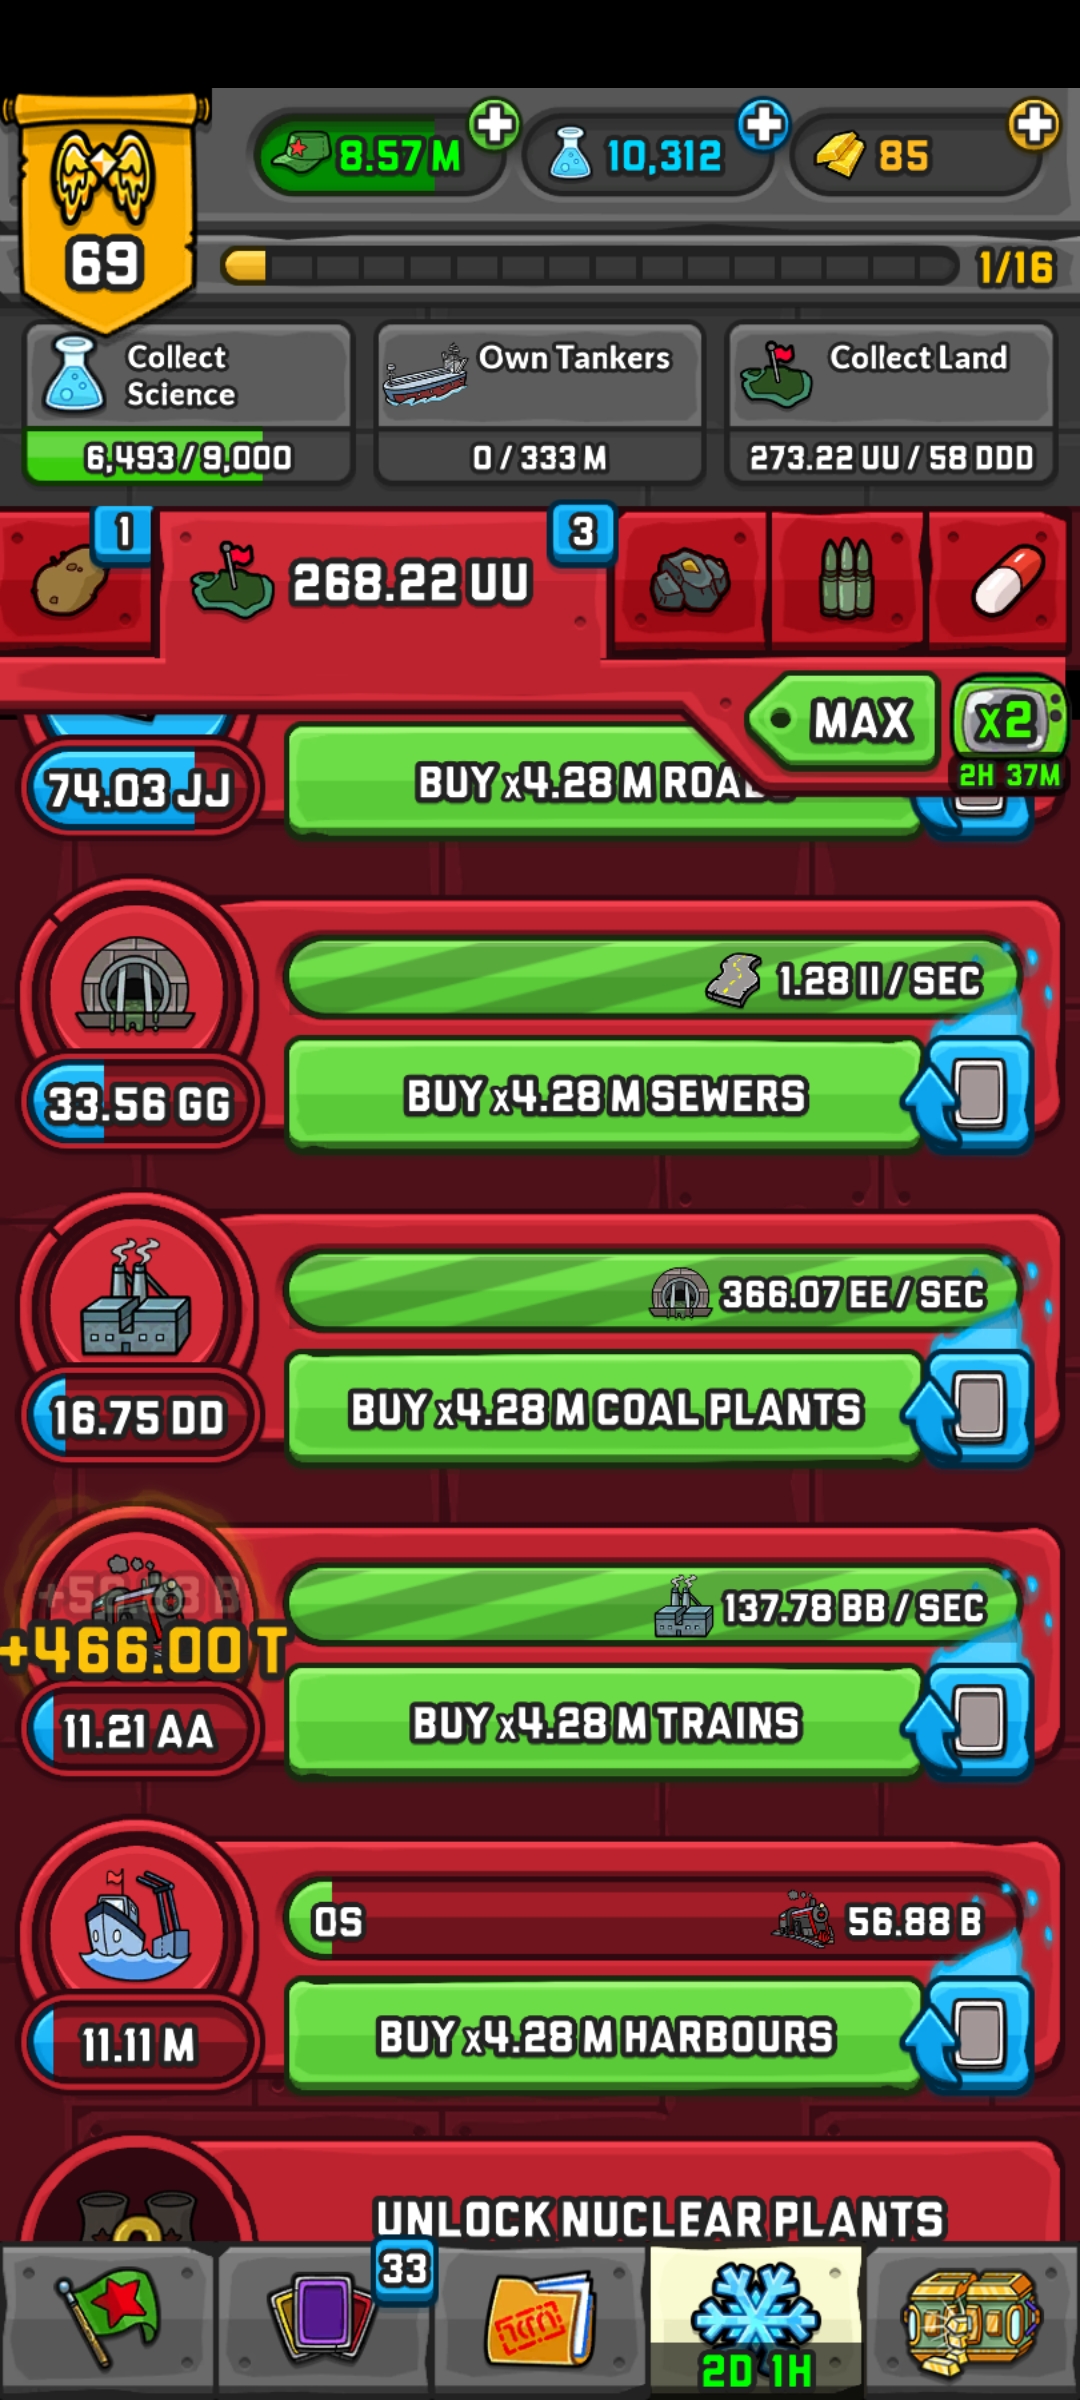 8.57 M
10,312
85
69
1/16
Collect
Science
6,493 / 9,000
Own Tankers
0 / 333 M
Collect Land
273.22 UU / 58 DDD
1
268.22 UU
3
MAX
x2
2H 37M
74.03 JJ
BUY x4.28 M
1.28 II / SEC
33.56 GG
BUY x4.28 M SEWERS
366.07 EE / SEC
16.75 DD
BUY x4.28 M COAL PLANTS
137.78 BB / SEC
+466.00 T
11.21 AA
BUY x4.28 M TRAINS
0S
56.88 B
11.11 M
BUY x4.28 M HARBOURS
UNLOCK NUCLEAR PLANTS
33
2D 1H